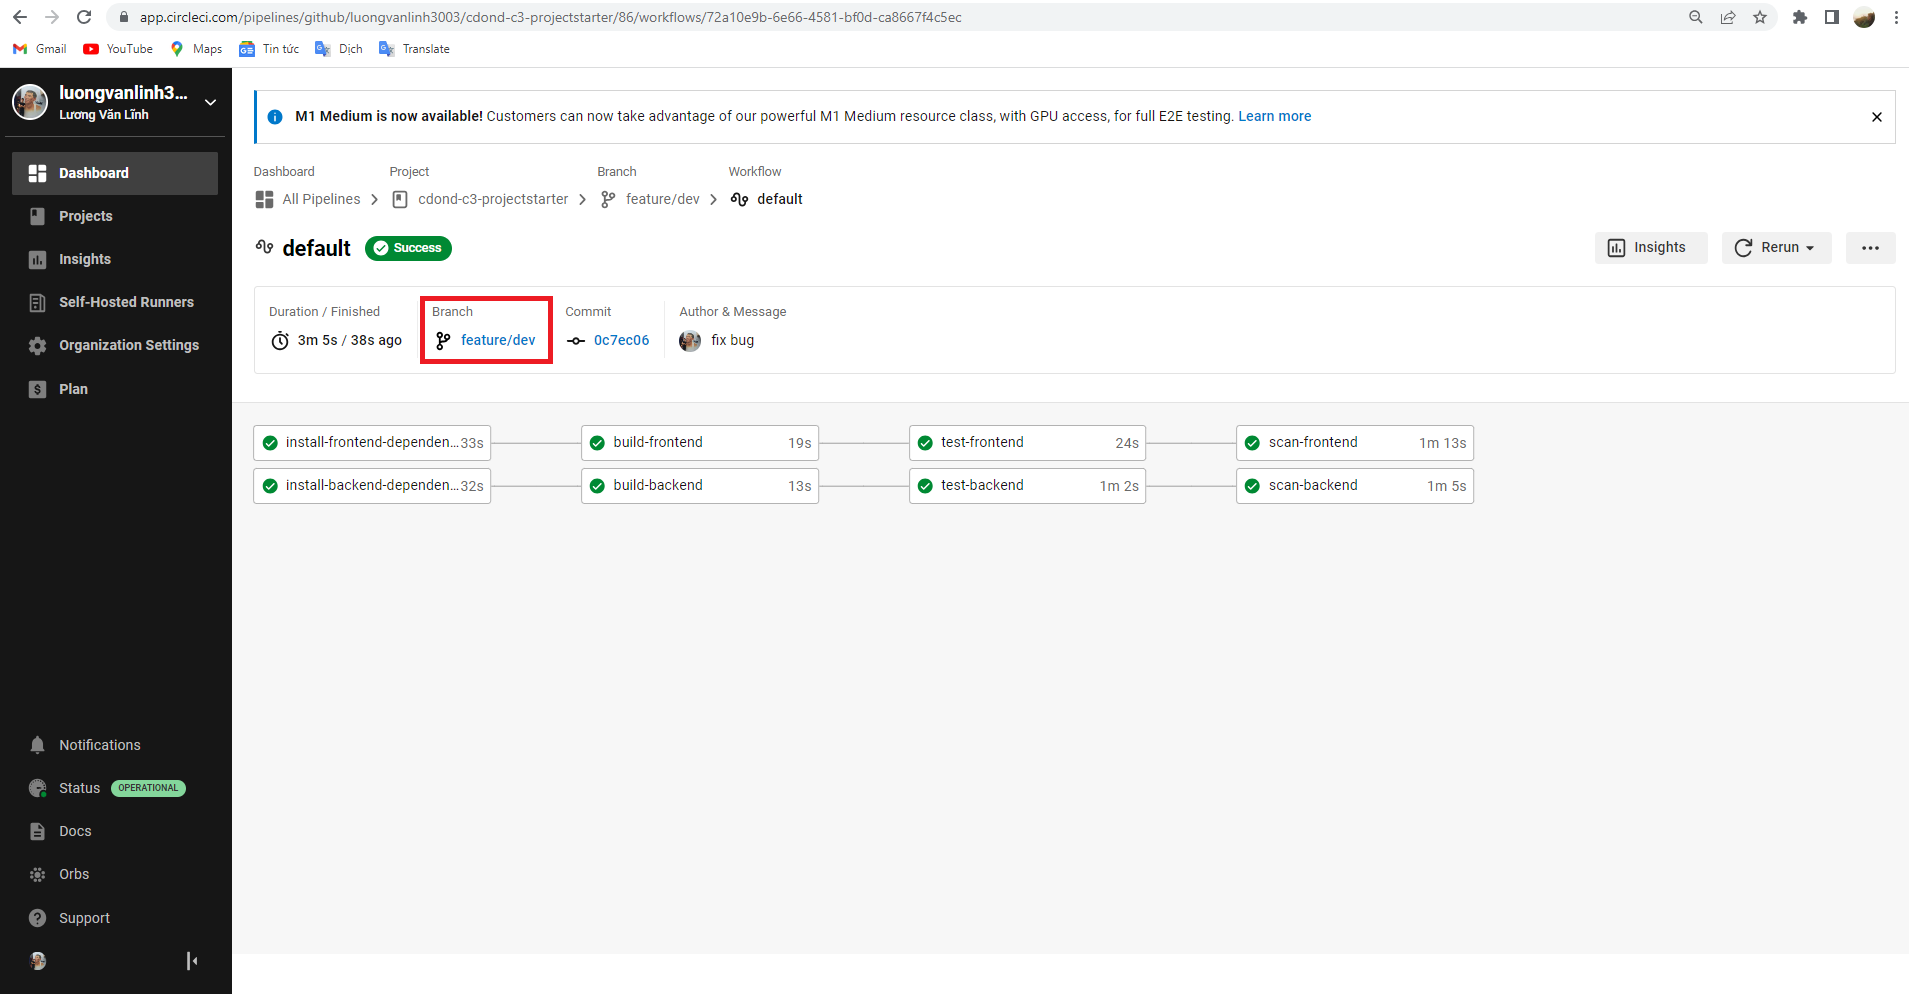 app.circleci.com/pipelines/github/luongvanlinh3003/cdond-c3-projectstarter/86/workflows/72a10e9b-6e66-4581-bf0d-ca8667f4c5ec
Gmail YouTube Maps Tin tức Dịch Translate
luongvanlinh3...
Lương Văn Lĩnh
Dashboard
Projects
Insights
Self-Hosted Runners
Organization Settings
Plan
Notifications
Status OPERATIONAL
Docs
Orbs
Support
M1 Medium is now available! Customers can now take advantage of our powerful M1 Medium resource class, with GPU access, for full E2E testing. Learn more
Dashboard Project Branch Workflow
All Pipelines cdond-c3-projectstarter feature/dev default
default Success Insights Rerun
Duration / Finished Branch Commit Author & Message
3m 5s / 38s ago feature/dev 0c7ec06 fix bug
install-frontend-dependen... 33s build-frontend 19s test-frontend 24s scan-frontend 1m 13s
install-backend-dependen... 32s build-backend 13s test-backend 1m 2s scan-backend 1m 5s